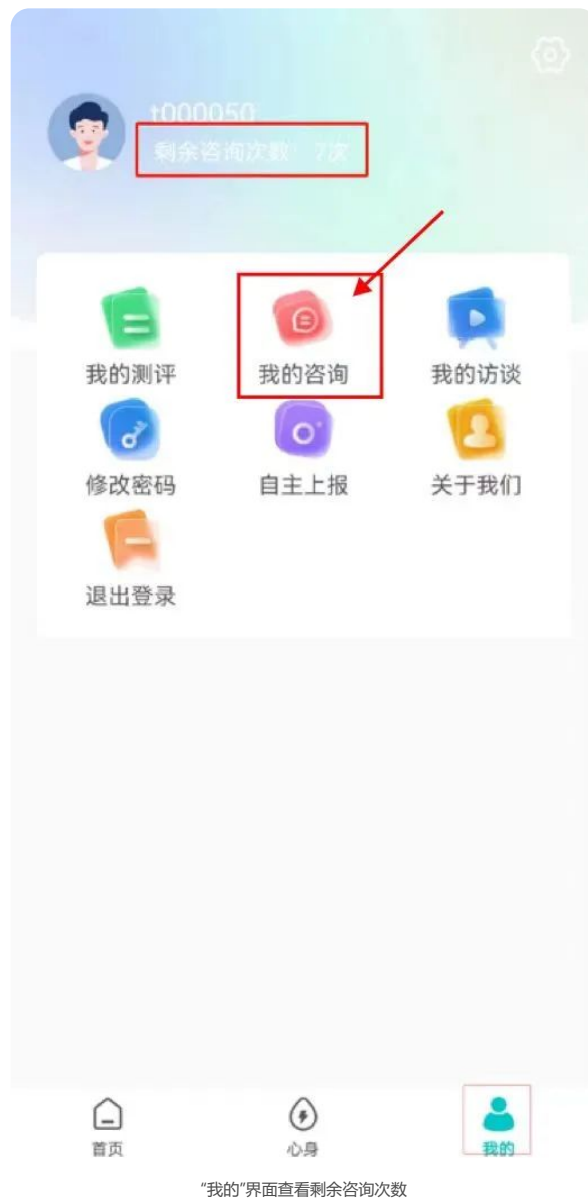 t000050
剩余咨询次数 7次
我的测评
我的咨询
我的访谈
修改密码
自主上报
关于我们
退出登录
首页
心身
我的
“我的”界面查看剩余咨询次数